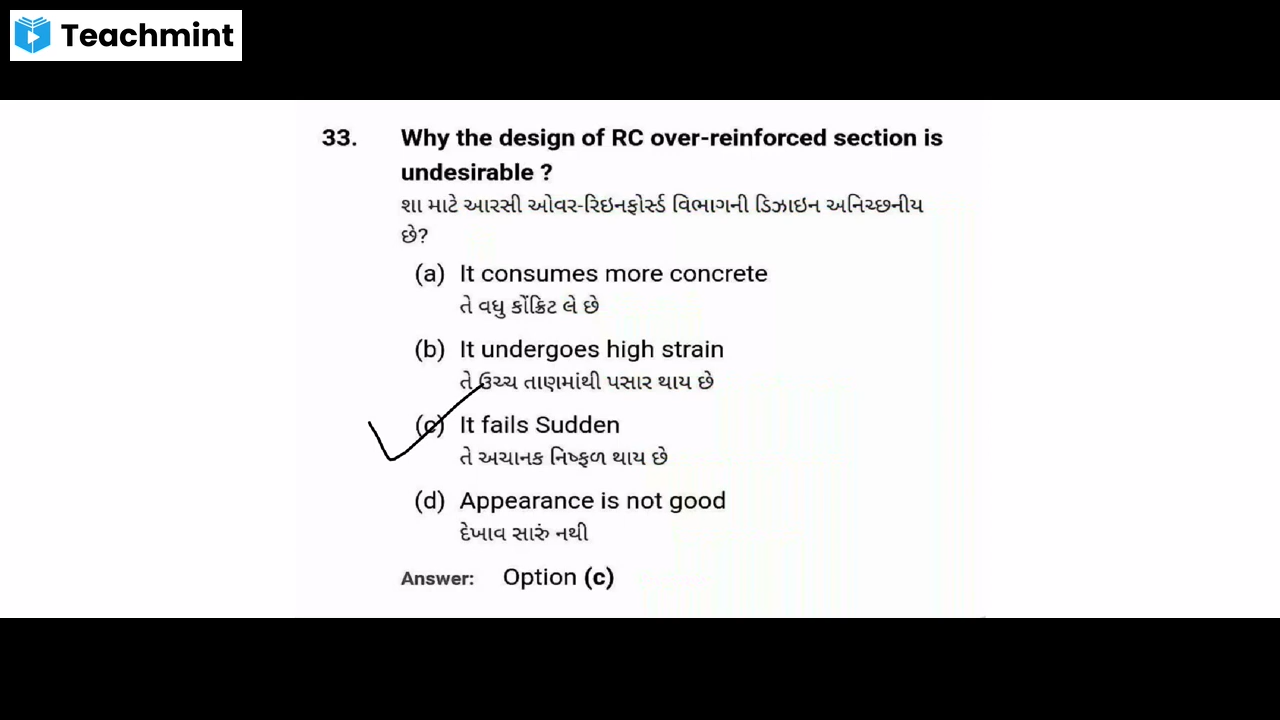 Teachmint
33. Why the design of RC over-reinforced section is
undesirable ?
શા માટે આરસી ઓવર-રિઇનફોર્સ્ડ વિભાગની ડિઝાઇન અનિચ્છનીય
છે?
(a) It consumes more concrete
તે વધુ કોંક્રિટ લે છે
(b) It undergoes high strain
તે ઉચ્ચ તાણમાંથી પસાર થાય છે
(c) It fails Sudden
તે અચાનક નિષ્ફળ થાય છે
(d) Appearance is not good
દેખાવ સારું નથી
Answer: Option (c)